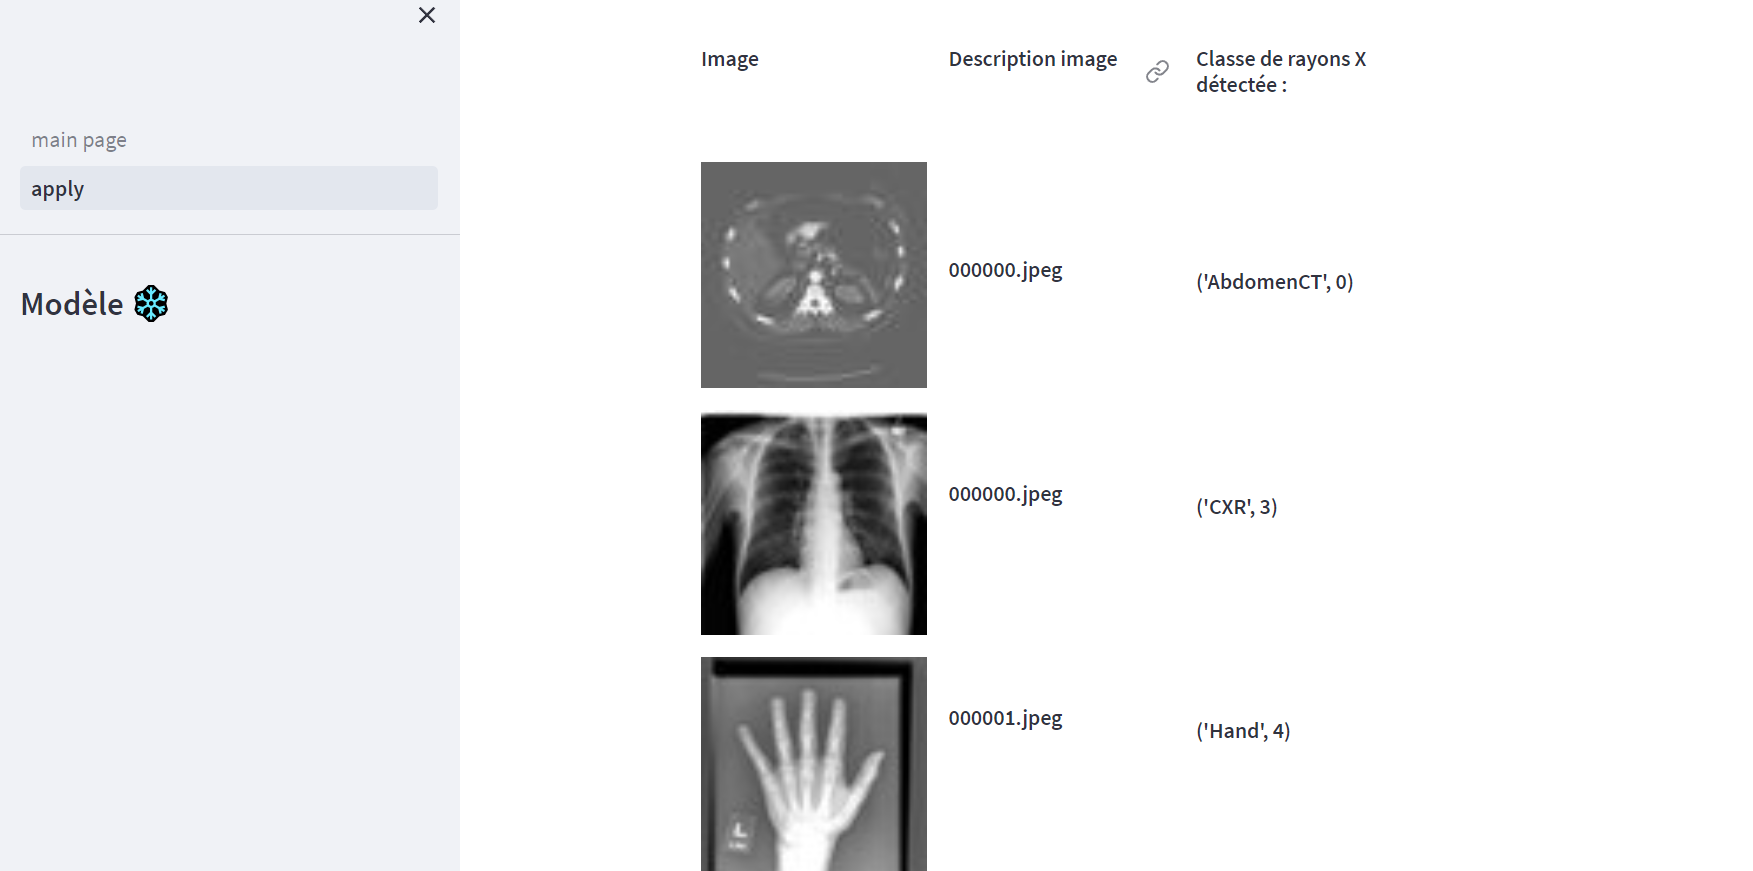 main page
apply
Modèle
Image
Description image
Classe de rayons X
détectée :
000000.jpeg
('AbdomenCT', 0)
000000.jpeg
('CXR', 3)
000001.jpeg
('Hand', 4)
L